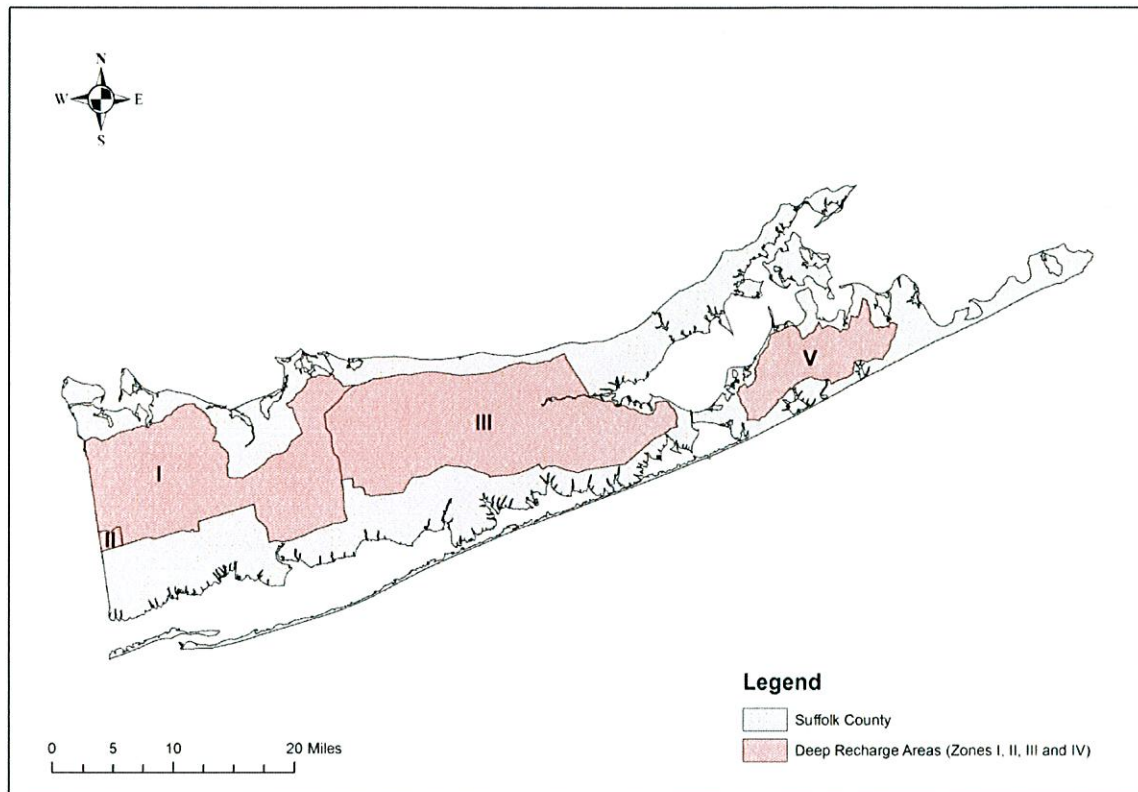 N
W E
S
V
III
I
II
Legend
Suffolk County
Deep Recharge Areas (Zones I, II, III and IV)
0 5 10 20 Miles